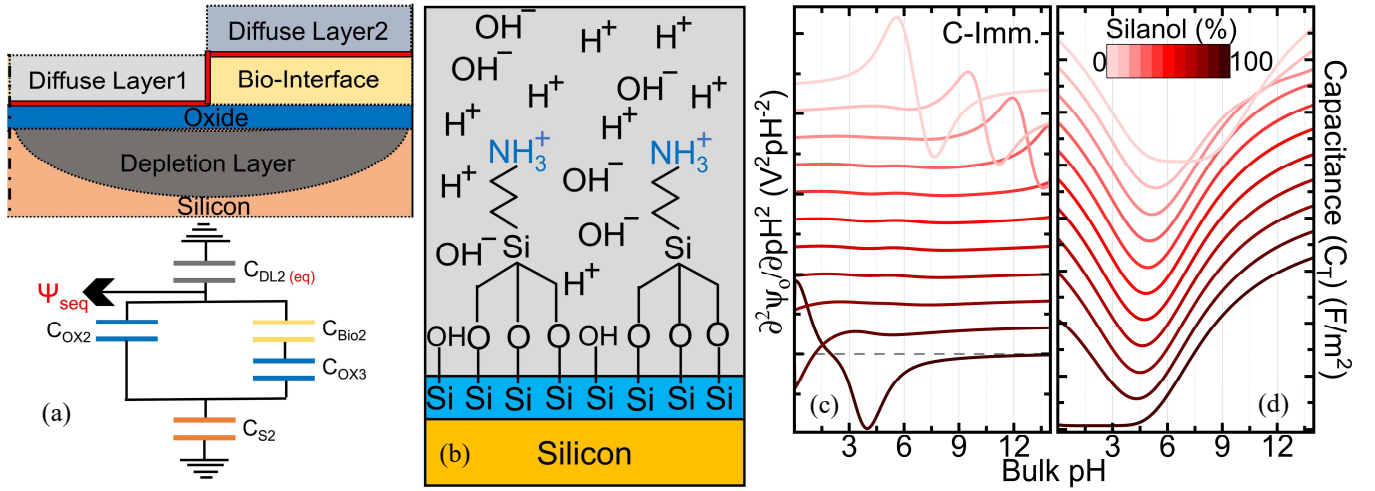 Diffuse Layer2
Diffuse Layer1
Bio-Interface
Oxide
Depletion Layer
Silicon
C_DL2 (eq)
Ψ_seq
C_OX2
C_Bio2
C_OX3
C_S2
(a)
OH⁻
H⁺
H⁺
OH⁻
OH⁻
H⁺
H⁺
H⁺
H⁺
NH₃⁺
NH₃⁺
H⁺
OH⁻
OH⁻
OH⁻
Si
Si
H⁺
OH O O O OH O O O
Si Si Si Si Si Si Si Si
(b)
Silicon
C-Imm.
∂²Ψ₀/∂pH² (V²pH⁻²)
(c)
3 6 9 12
Silanol (%)
0 100
Capacitance (C_T) (F/m²)
(d)
3 6 9 12
Bulk pH